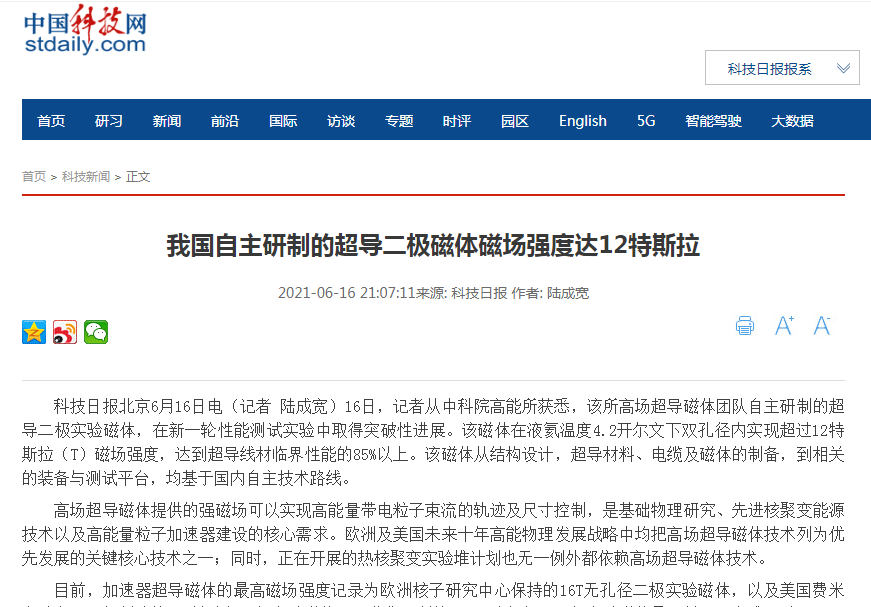 中国科技网
stdaily.com
科技日报报系
首页 研习 新闻 前沿 国际 访谈 专题 时评 园区 English 5G 智能驾驶 大数据
首页 > 科技新闻 > 正文
我国自主研制的超导二极磁体磁场强度达12特斯拉
2021-06-16 21:07:11来源: 科技日报 作者: 陆成宽
A+ A-
科技日报北京6月16日电（记者 陆成宽）16日，记者从中科院高能所获悉，该所高场超导磁体团队自主研制的超
导二极实验磁体，在新一轮性能测试实验中取得突破性进展。该磁体在液氦温度4.2开尔文下双孔径内实现超过12特
斯拉（T）磁场强度，达到超导线材临界性能的85%以上。该磁体从结构设计，超导材料、电缆及磁体的制备，到相关
的装备与测试平台，均基于国内自主技术路线。
高场超导磁体提供的强磁场可以实现高能量带电粒子束流的轨迹及尺寸控制，是基础物理研究、先进核聚变能源
技术以及高能量粒子加速器建设的核心需求。欧洲及美国未来十年高能物理发展战略中均把高场超导磁体技术列为优
先发展的关键核心技术之一；同时，正在开展的热核聚变实验堆计划也无一例外都依赖高场超导磁体技术。
目前，加速器超导磁体的最高磁场强度记录为欧洲核子研究中心保持的16T无孔径二极实验磁体，以及美国费米